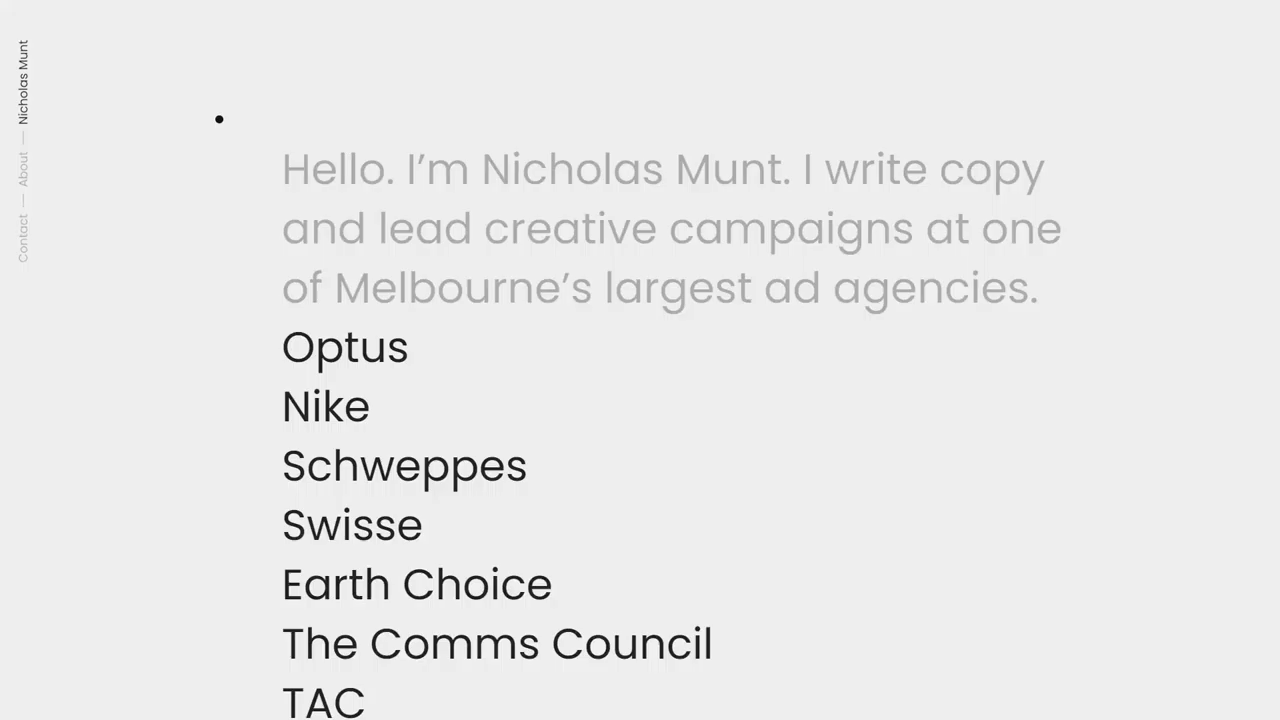 Nicholas Munt — About — Contact
Hello. I’m Nicholas Munt. I write copy
and lead creative campaigns at one
of Melbourne’s largest ad agencies.
Optus
Nike
Schweppes
Swisse
Earth Choice
The Comms Council
TAC